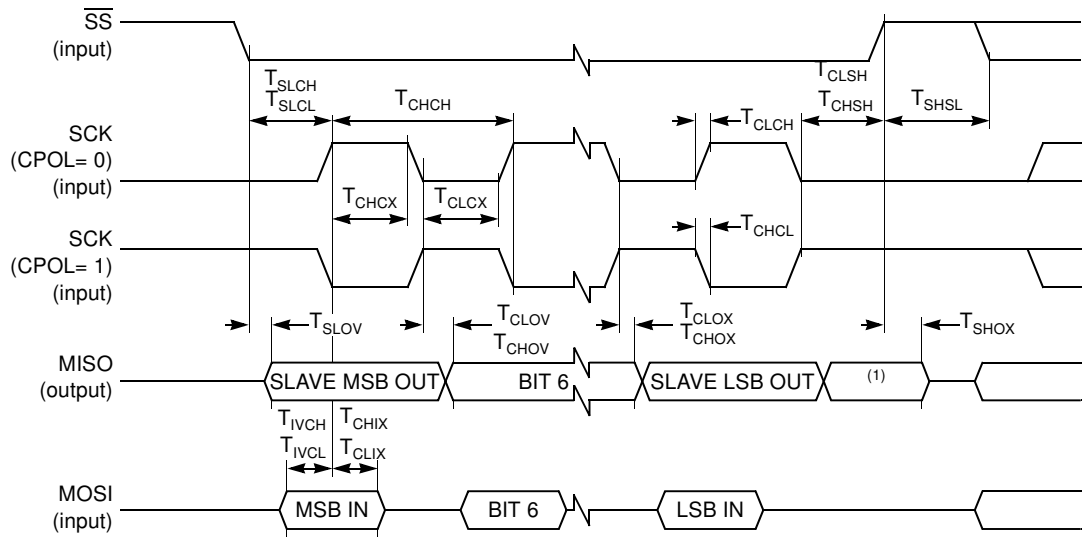 SS
(input)
T_SLCH
T_SLCL
T_CHCH
T_CLCH
T_CLSH
T_CHSH
T_SHSL
SCK
(CPOL= 0)
(input)
T_CHCX
T_CLCX
T_CHCL
SCK
(CPOL= 1)
(input)
T_SLOV
T_CLOV
T_CHOV
T_CLOX
T_CHOX
T_SHOX
MISO
(output)
SLAVE MSB OUT
BIT 6
SLAVE LSB OUT
(1)
T_IVCH
T_IVCL
T_CHIX
T_CLIX
MOSI
(input)
MSB IN
BIT 6
LSB IN